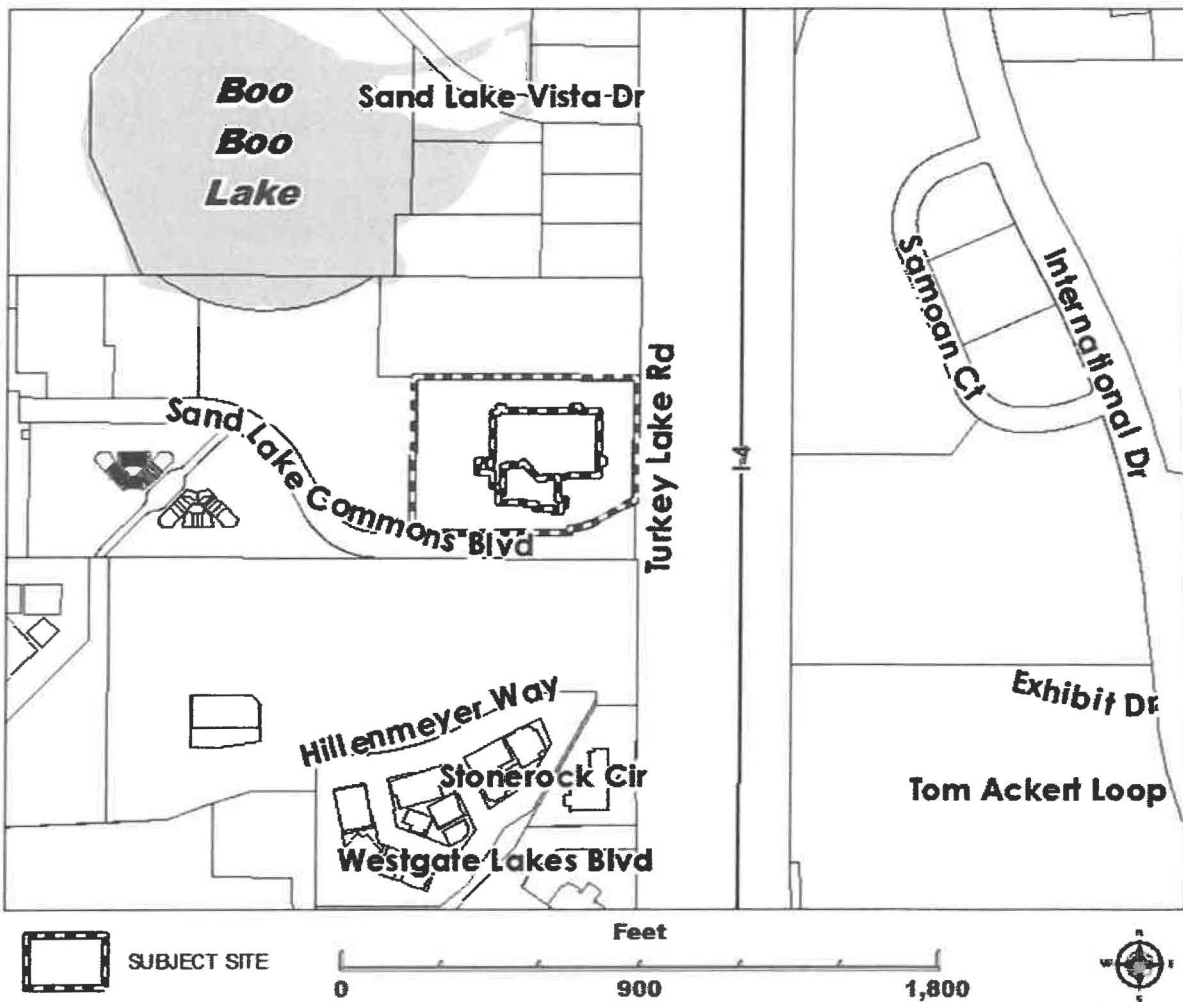 Boo
Boo
Lake
Sand Lake Vista Dr
Samoan Ct
International Dr
Turkey Lake Rd
I-4
Sand Lake Commons Blvd
Exhibit Dr
Hillenmeyer Way
Stonerock Cir
Tom Ackert Loop
Westgate Lakes Blvd
SUBJECT SITE
Feet
0 900 1,800
N
W E
S